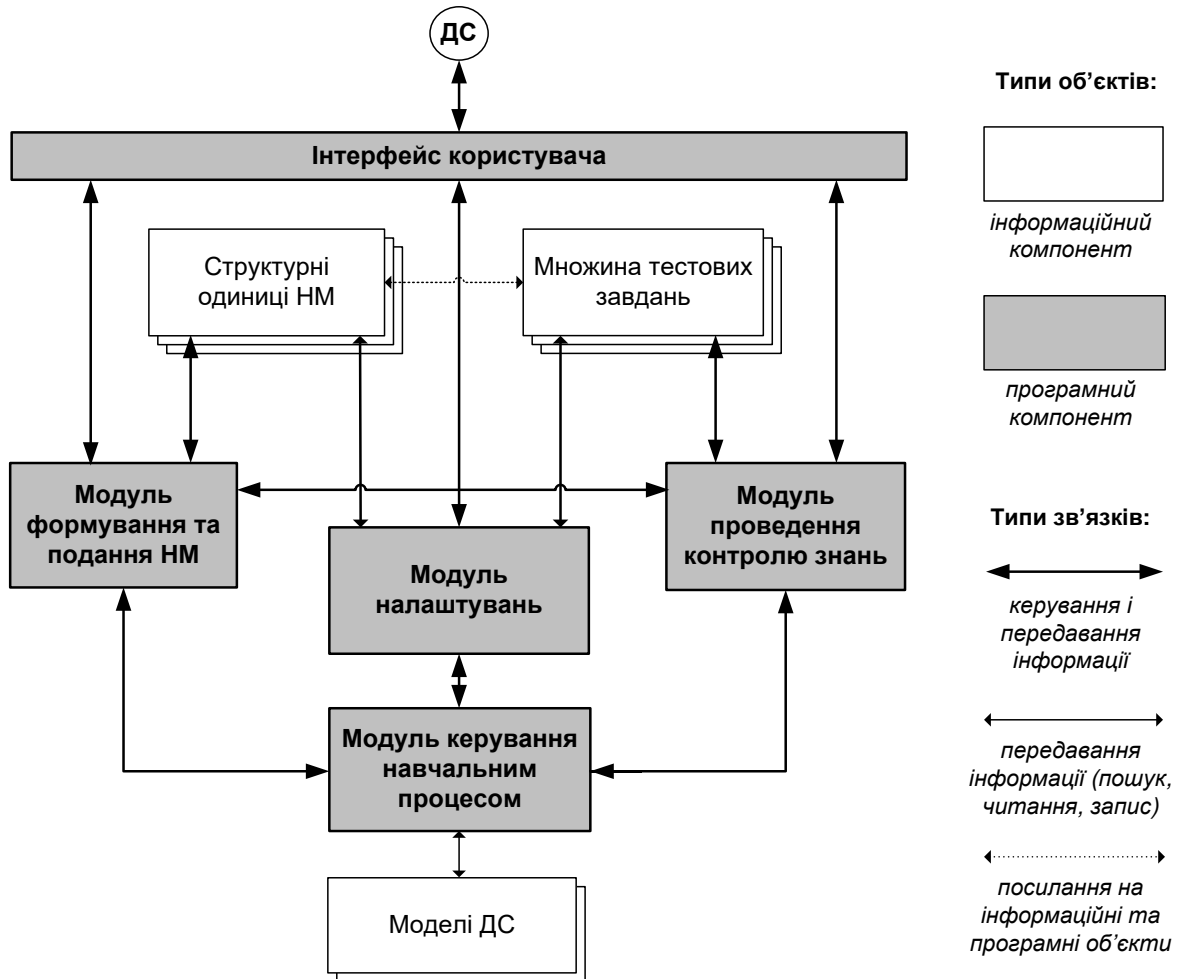 ДС
Інтерфейс користувача
Структурні
одиниці НМ
Множина тестових
завдань
Модуль
формування та
подання НМ
Модуль
налаштувань
Модуль
проведення
контролю знань
Модуль керування
навчальним
процесом
Моделі ДС
Типи об’єктів:
інформаційний
компонент
програмний
компонент
Типи зв’язків:
керування і
передавання
інформації
передавання
інформації (пошук,
читання, запис)
посилання на
інформаційні та
програмні об’єкти